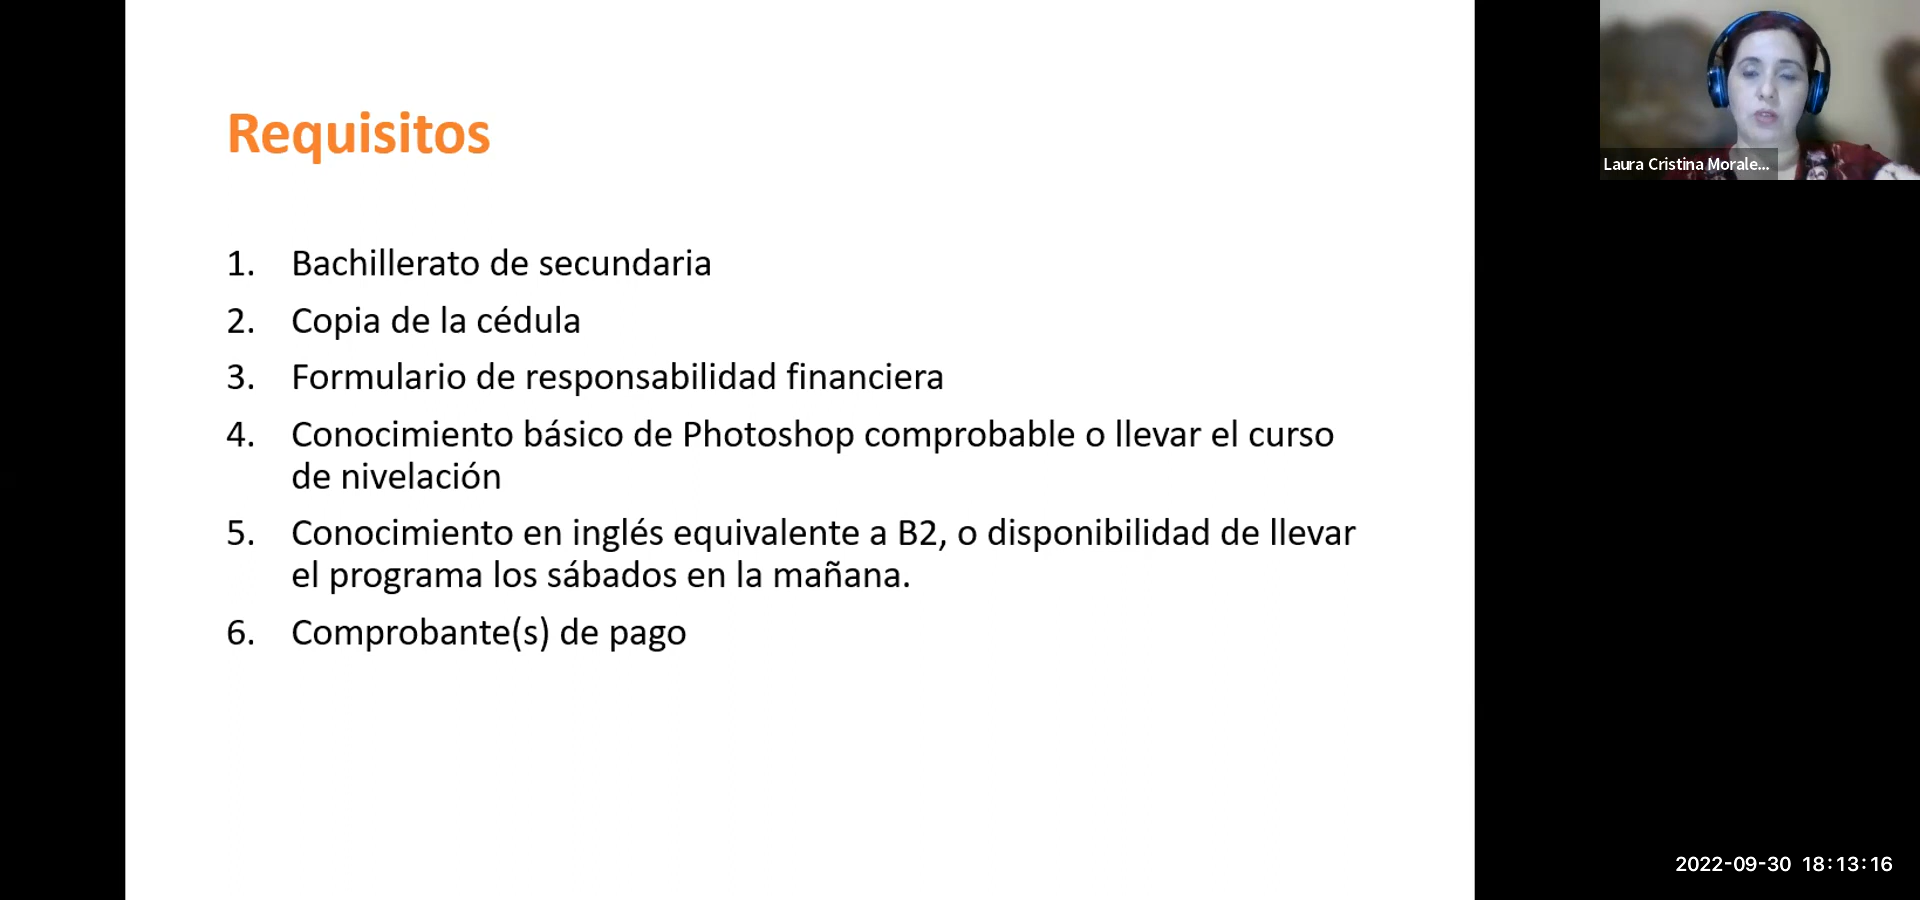 Requisitos
1. Bachillerato de secundaria
2. Copia de la cédula
3. Formulario de responsabilidad financiera
4. Conocimiento básico de Photoshop comprobable o llevar el curso
de nivelación
5. Conocimiento en inglés equivalente a B2, o disponibilidad de llevar
el programa los sábados en la mañana.
6. Comprobante(s) de pago
Laura Cristina Morale...
2022-09-30 18:13:16